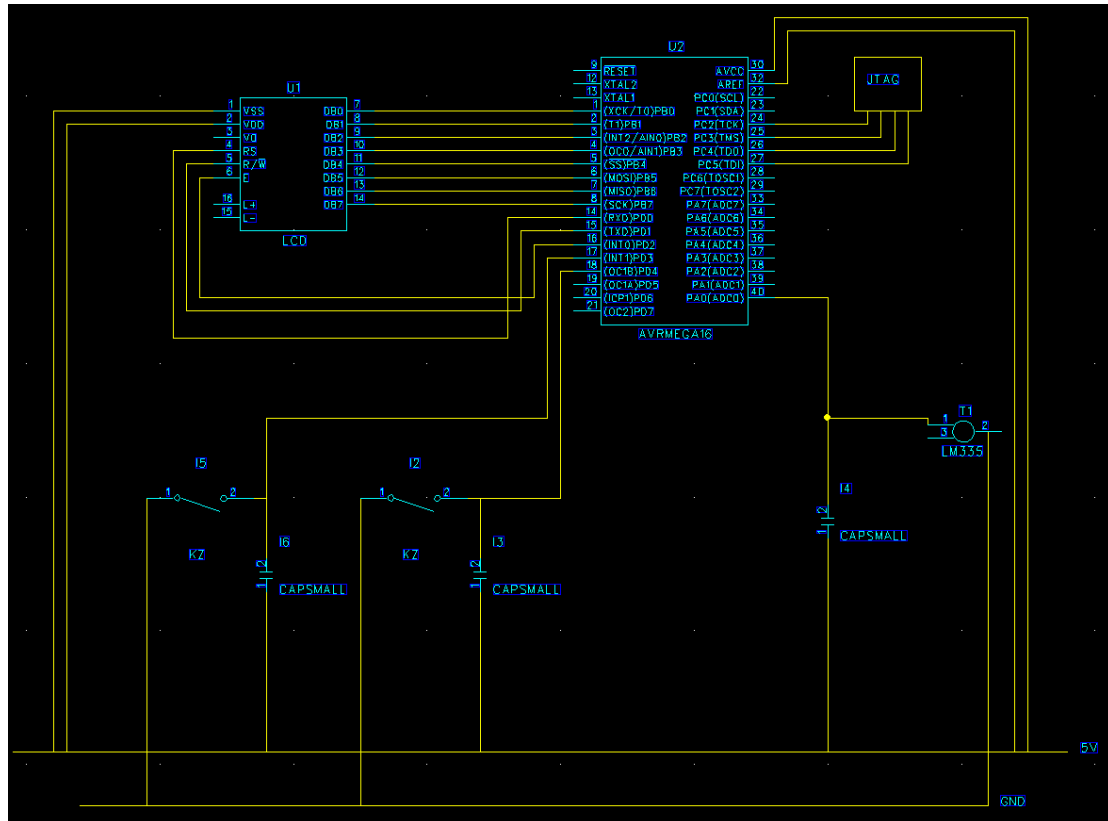 U1
1 VSS DB0 7
2 VDD DB1 8
3 VO DB2 9
4 RS DB3 10
5 R/W DB4 11
6 E DB5 12
DB6 13
DB7 14
16 L+
15 L-
LCD
U2
9 RESET AVCC 30
12 XTAL2 AREF 32
13 XTAL1 PC0(SCL) 22
1 (XCK/T0)PB0 PC1(SDA) 23
2 (T1)PB1 PC2(TCK) 24
3 (INT2/AIN0)PB2 PC3(TMS) 25
4 (OC0/AIN1)PB3 PC4(TDO) 26
5 (SS)PB4 PC5(TDI) 27
6 (MOSI)PB5 PC6(TOSC1) 28
7 (MISO)PB6 PC7(TOSC2) 29
8 (SCK)PB7 PA7(ADC7) 33
14 (RXD)PD0 PA6(ADC6) 34
15 (TXD)PD1 PA5(ADC5) 35
16 (INT0)PD2 PA4(ADC4) 36
17 (INT1)PD3 PA3(ADC3) 37
18 (OC1B)PD4 PA2(ADC2) 38
19 (OC1A)PD5 PA1(ADC1) 39
20 (ICP1)PD6 PA0(ADC0) 40
21 (OC2)PD7
AVRMEGA16
JTAG
T1
1 2
3
LM335
I5
1 2
KZ
I2
1 2
KZ
I6
2
1
CAPSMALL
I3
2
1
CAPSMALL
I4
2
1
CAPSMALL
5V
GND